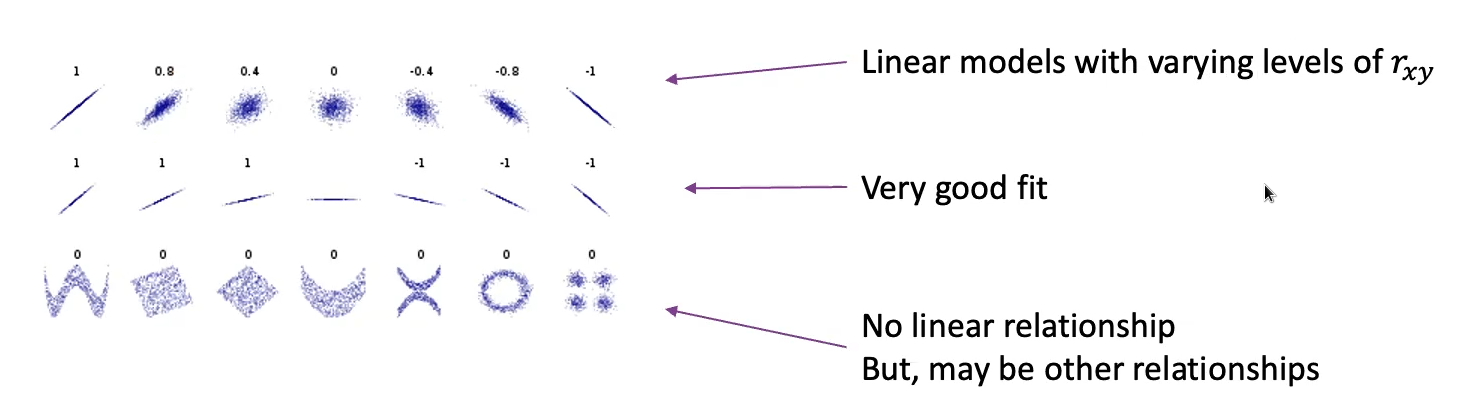 1 0.8 0.4 0 -0.4 -0.8 -1
Linear models with varying levels of rxy
1 1 1 -1 -1 -1
Very good fit
0 0 0 0 0 0 0
No linear relationship
But, may be other relationships